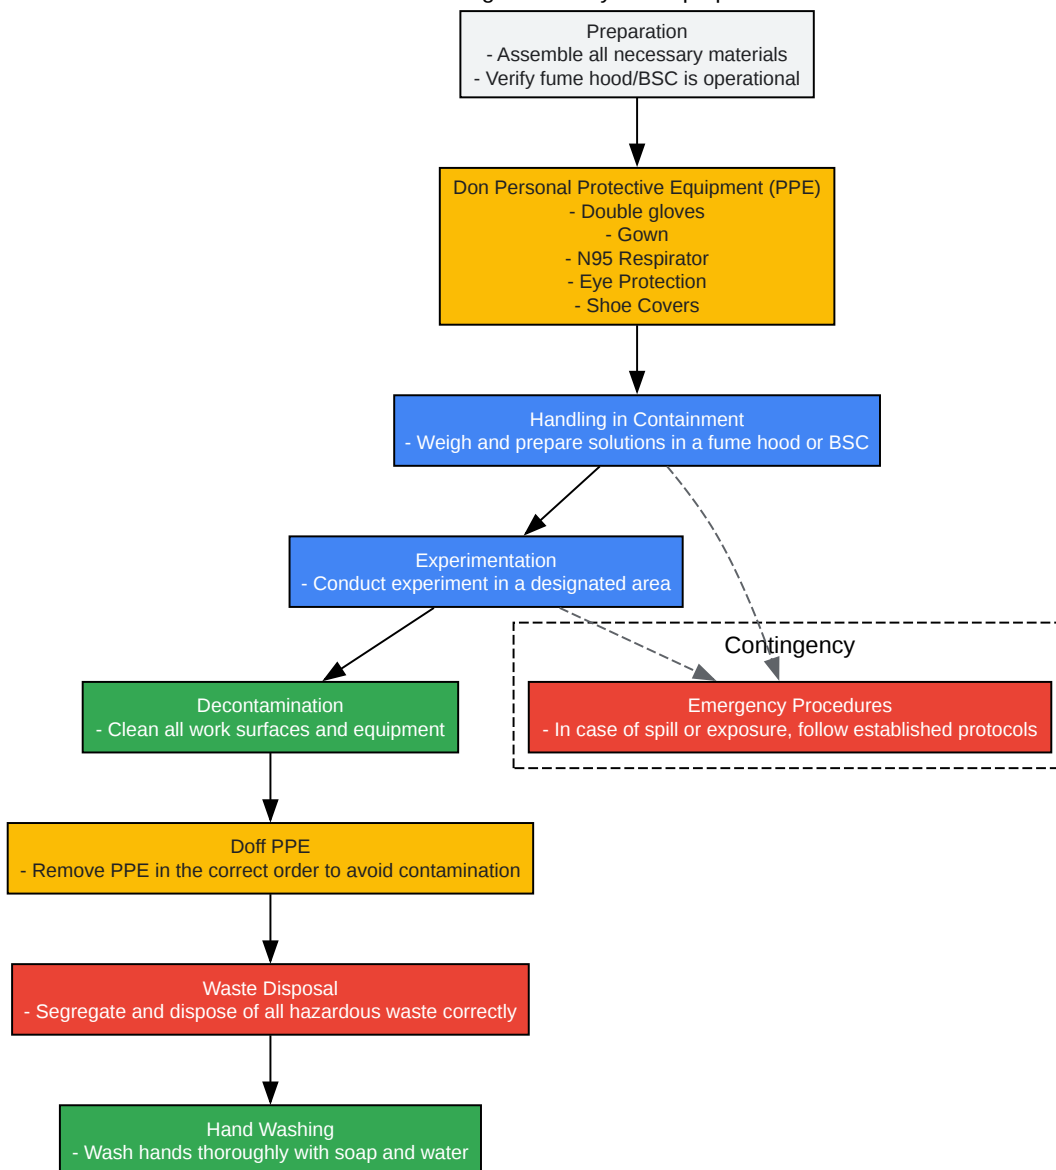 Preparation
- Assemble all necessary materials
- Verify fume hood/BSC is operational
Don Personal Protective Equipment (PPE)
- Double gloves
- Gown
- N95 Respirator
- Eye Protection
- Shoe Covers
Handling in Containment
- Weigh and prepare solutions in a fume hood or BSC
Experimentation
- Conduct experiment in a designated area
Contingency
Decontamination
- Clean all work surfaces and equipment
Emergency Procedures
- In case of spill or exposure, follow established protocols
Doff PPE
- Remove PPE in the correct order to avoid contamination
Waste Disposal
- Segregate and dispose of all hazardous waste correctly
Hand Washing
- Wash hands thoroughly with soap and water